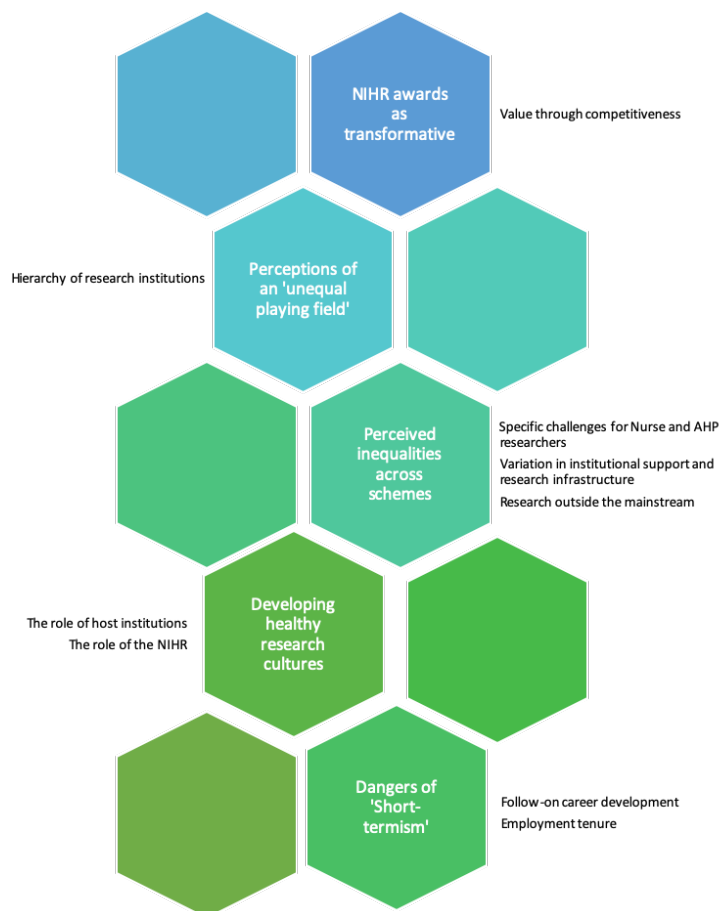 NIHR awards
as
transformative
Value through competitiveness
Hierarchy of research institutions
Perceptions of
an 'unequal
playing field'
Perceived
inequalities
across
schemes
Specific challenges for Nurse and AHP
researchers
Variation in institutional support and
research infrastructure
Research outside the mainstream
The role of host institutions
The role of the NIHR
Developing
healthy
research
cultures
Dangers of
'Short-
termism'
Follow-on career development
Employment tenure